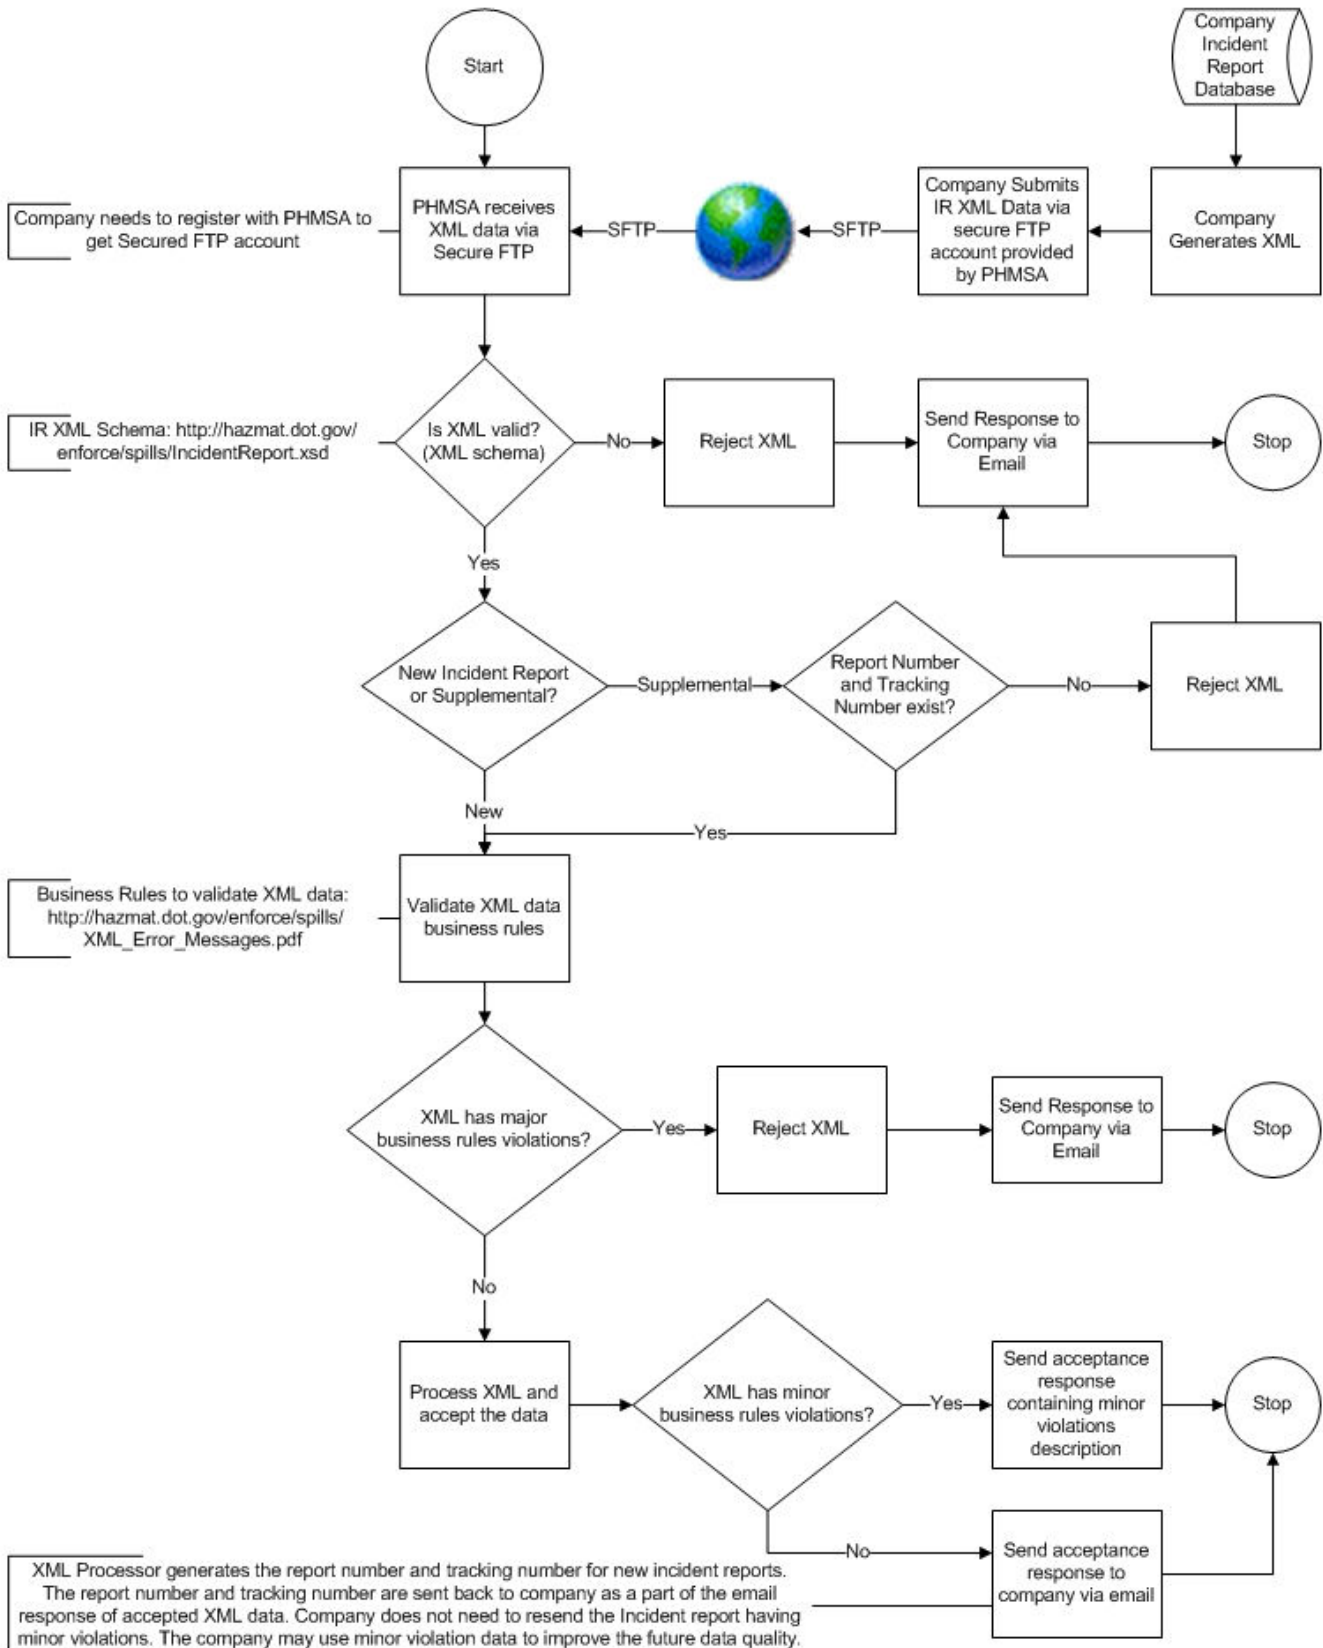 Start
Company
Incident
Report
Database
Company needs to register with PHMSA to
get Secured FTP account
PHMSA receives
XML data via
Secure FTP
SFTP
SFTP
Company Submits
IR XML Data via
secure FTP
account provided
by PHMSA
Company
Generates XML
IR XML Schema: http://hazmat.dot.gov/
enforce/spills/IncidentReport.xsd
Is XML valid?
(XML schema)
No
Reject XML
Send Response to
Company via
Email
Stop
Yes
New Incident Report
or Supplemental?
Supplemental
Report Number
and Tracking
Number exist?
No
Reject XML
New
Yes
Business Rules to validate XML data:
http://hazmat.dot.gov/enforce/spills/
XML_Error_Messages.pdf
Validate XML data
business rules
XML has major
business rules violations?
Yes
Reject XML
Send Response to
Company via
Email
Stop
No
Process XML and
accept the data
XML has minor
business rules violations?
Yes
Send acceptance
response
containing minor
violations
description
Stop
No
Send acceptance
response to
company via email
XML Processor generates the report number and tracking number for new incident reports.
The report number and tracking number are sent back to company as a part of the email
response of accepted XML data. Company does not need to resend the Incident report having
minor violations. The company may use minor violation data to improve the future data quality.